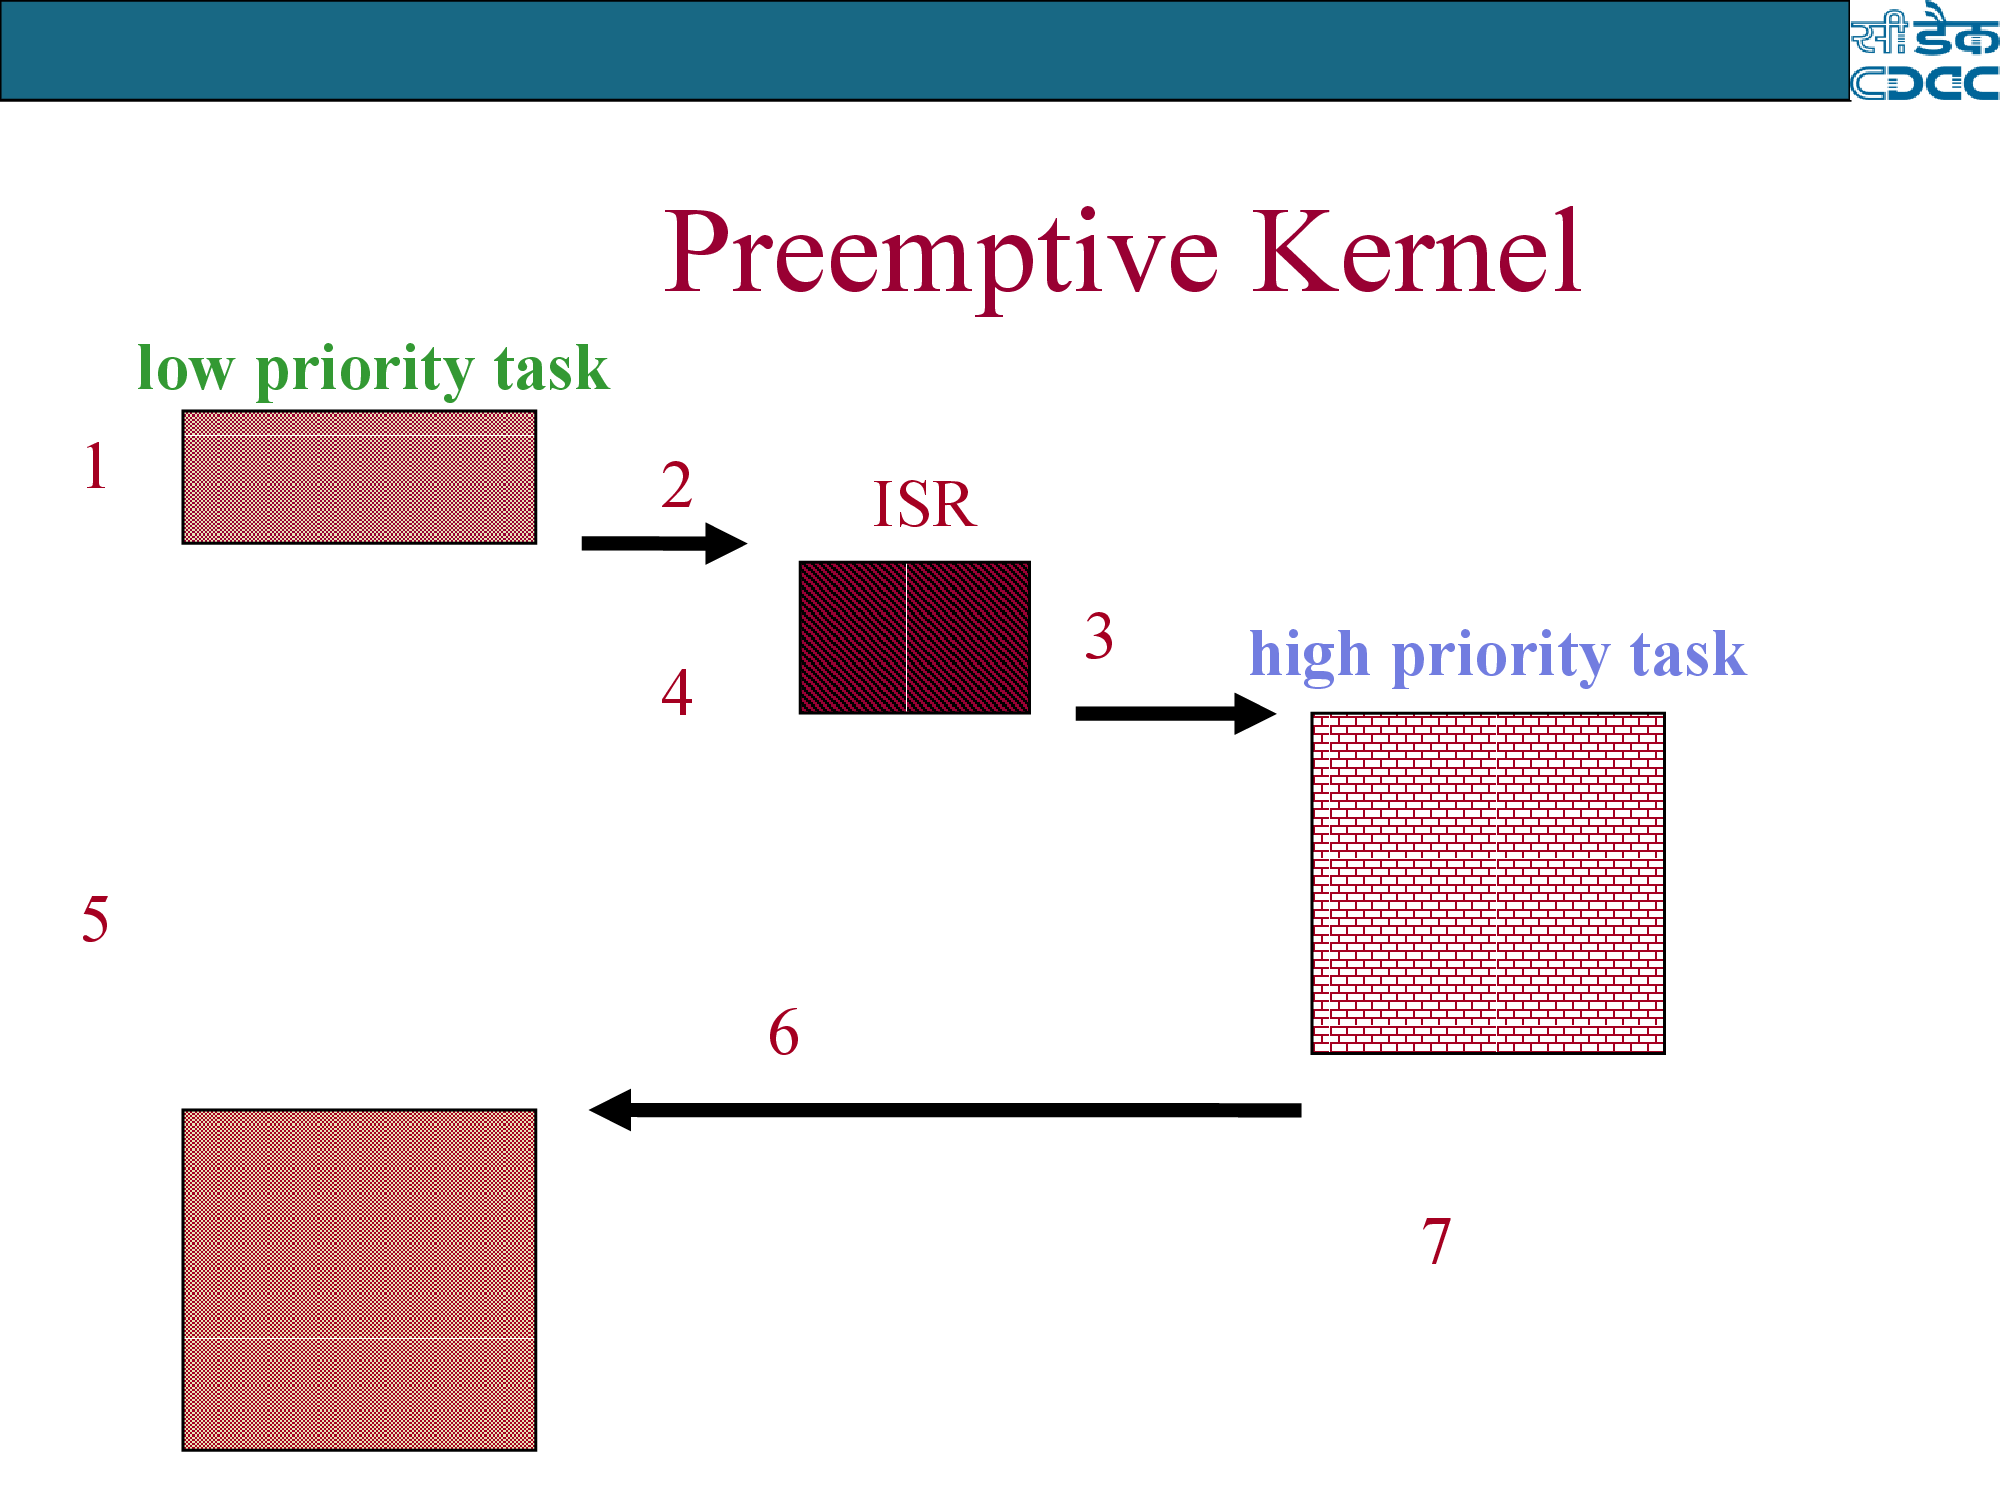 सी डैक
CDAC
Preemptive Kernel
low priority task
1
2
ISR
3
high priority task
4
5
6
7